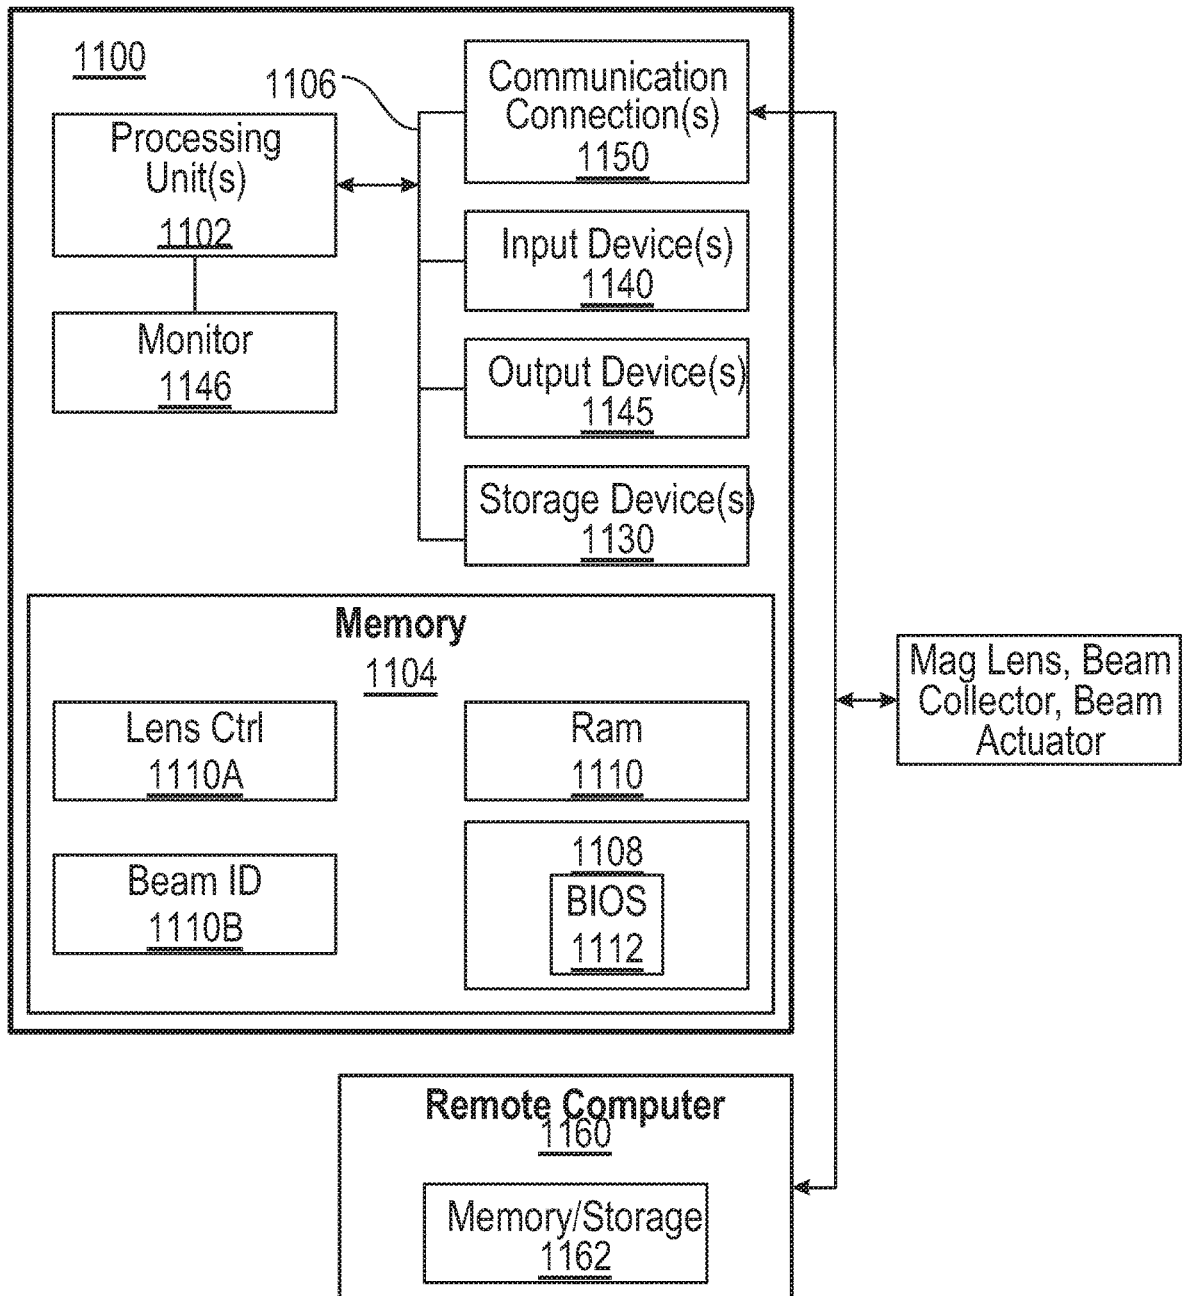 1100
1106
Processing
Unit(s)
1102
Monitor
1146
Communication
Connection(s)
1150
Input Device(s)
1140
Output Device(s)
1145
Storage Device(s)
1130
Memory
1104
Lens Ctrl
1110A
Ram
1110
Beam ID
1110B
1108
BIOS
1112
Mag Lens, Beam
Collector, Beam
Actuator
Remote Computer
1160
Memory/Storage
1162